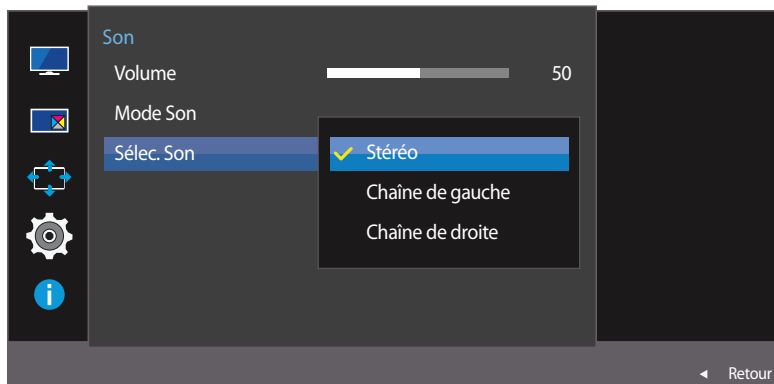 Son
Volume 50
Mode Son
Sélec. Son
Stéréo
Chaîne de gauche
Chaîne de droite
Retour